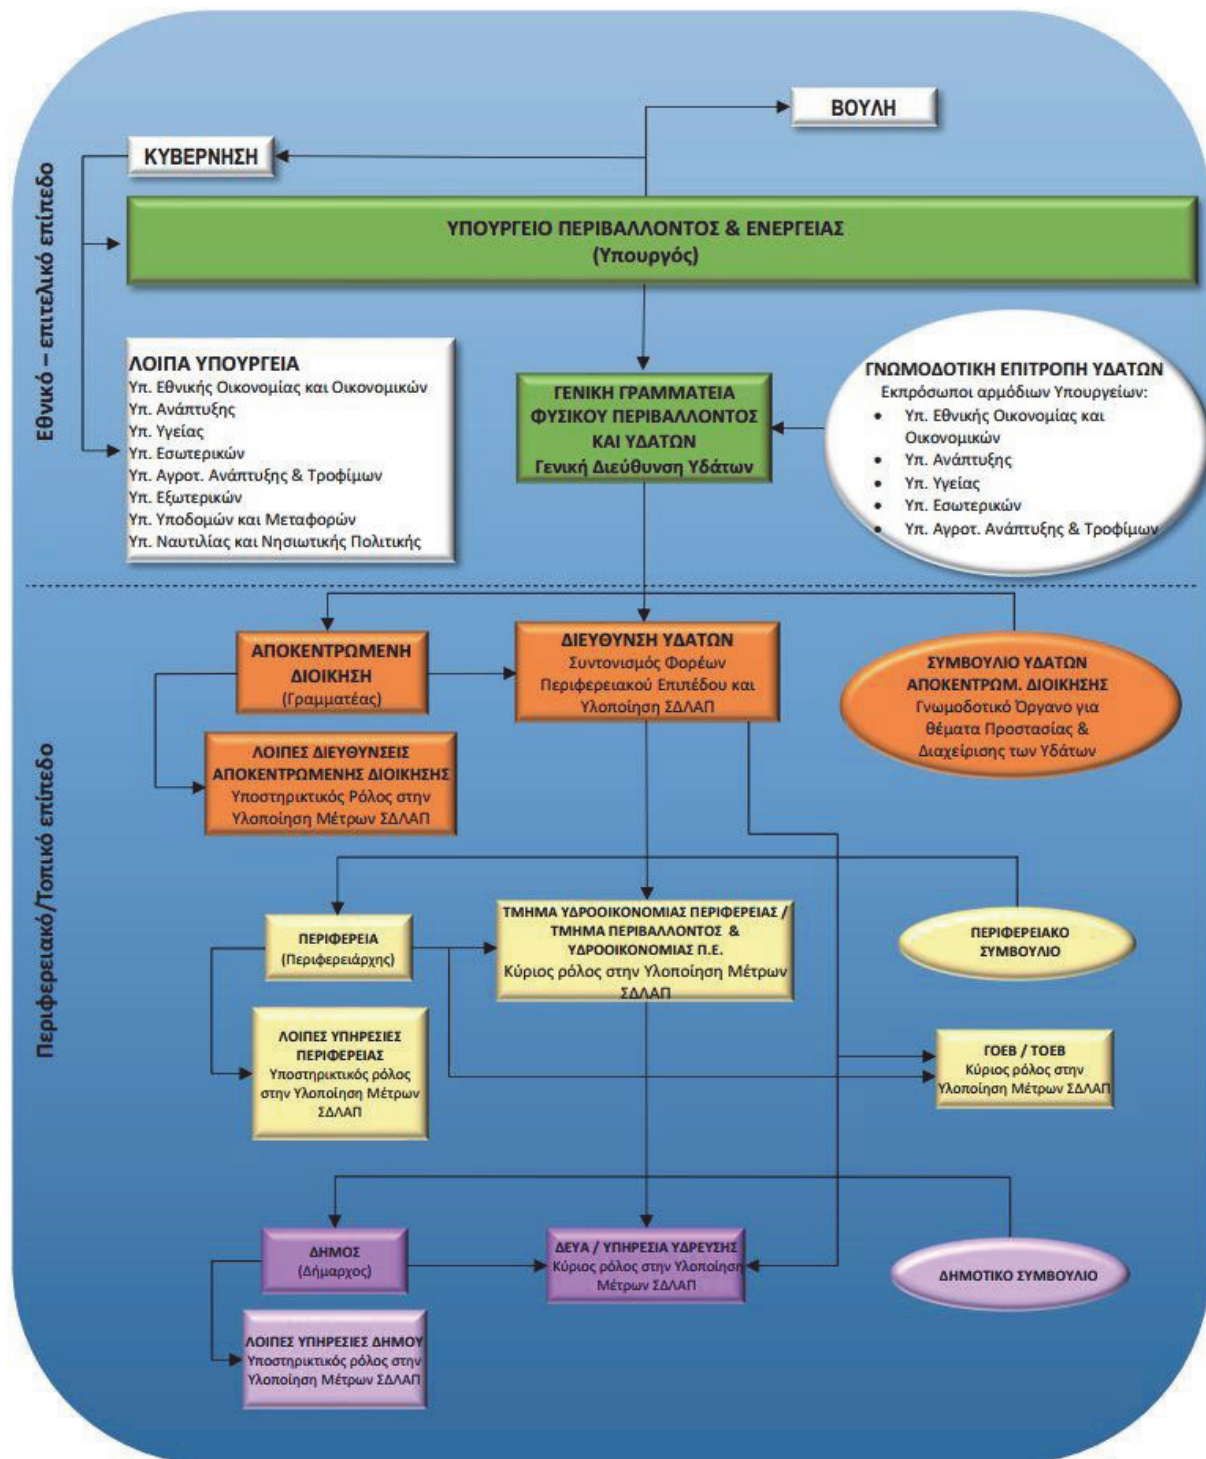 ΒΟΥΛΗ
ΚΥΒΕΡΝΗΣΗ
Εθνικό – επιτελικό επίπεδο
ΥΠΟΥΡΓΕΙΟ ΠΕΡΙΒΑΛΛΟΝΤΟΣ & ΕΝΕΡΓΕΙΑΣ
(Υπουργός)
ΛΟΙΠΑ ΥΠΟΥΡΓΕΙΑ
Υπ. Εθνικής Οικονομίας και Οικονομικών
Υπ. Ανάπτυξης
Υπ. Υγείας
Υπ. Εσωτερικών
Υπ. Αγροτ. Ανάπτυξης & Τροφίμων
Υπ. Εξωτερικών
Υπ. Υποδομών και Μεταφορών
Υπ. Ναυτιλίας και Νησιωτικής Πολιτικής
ΓΕΝΙΚΗ ΓΡΑΜΜΑΤΕΙΑ
ΦΥΣΙΚΟΥ ΠΕΡΙΒΑΛΛΟΝΤΟΣ
ΚΑΙ ΥΔΑΤΩΝ
Γενική Διεύθυνση Υδάτων
ΓΝΩΜΟΔΟΤΙΚΗ ΕΠΙΤΡΟΠΗ ΥΔΑΤΩΝ
Εκπρόσωποι αρμόδιων Υπουργείων:
• Υπ. Εθνικής Οικονομίας και
Οικονομικών
• Υπ. Ανάπτυξης
• Υπ. Υγείας
• Υπ. Εσωτερικών
• Υπ. Αγροτ. Ανάπτυξης & Τροφίμων
Περιφερειακό/Τοπικό επίπεδο
ΑΠΟΚΕΝΤΡΩΜΕΝΗ
ΔΙΟΙΚΗΣΗ
(Γραμματέας)
ΔΙΕΥΘΥΝΣΗ ΥΔΑΤΩΝ
Συντονισμός Φορέων
Περιφερειακού Επιπέδου και
Υλοποίηση ΣΔΛΑΠ
ΣΥΜΒΟΥΛΙΟ ΥΔΑΤΩΝ
ΑΠΟΚΕΝΤΡΩΜ. ΔΙΟΙΚΗΣΗΣ
Γνωμοδοτικό Όργανο για
θέματα Προστασίας &
Διαχείρισης των Υδάτων
ΛΟΙΠΕΣ ΔΙΕΥΘΥΝΣΕΙΣ
ΑΠΟΚΕΝΤΡΩΜΕΝΗΣ ΔΙΟΙΚΗΣΗΣ
Υποστηρικτικός Ρόλος στην
Υλοποίηση Μέτρων ΣΔΛΑΠ
ΠΕΡΙΦΕΡΕΙΑ
(Περιφερειάρχης)
ΤΜΗΜΑ ΥΔΡΟΟΙΚΟΝΟΜΙΑΣ ΠΕΡΙΦΕΡΕΙΑΣ /
ΤΜΗΜΑ ΠΕΡΙΒΑΛΛΟΝΤΟΣ &
ΥΔΡΟΟΙΚΟΝΟΜΙΑΣ Π.Ε.
Κύριος ρόλος στην Υλοποίηση Μέτρων
ΣΔΛΑΠ
ΠΕΡΙΦΕΡΕΙΑΚΟ
ΣΥΜΒΟΥΛΙΟ
ΛΟΙΠΕΣ ΥΠΗΡΕΣΙΕΣ
ΠΕΡΙΦΕΡΕΙΑΣ
Υποστηρικτικός ρόλος
στην Υλοποίηση Μέτρων
ΣΔΛΑΠ
ΓΟΕΒ / ΤΟΕΒ
Κύριος ρόλος στην
Υλοποίηση Μέτρων ΣΔΛΑΠ
ΔΗΜΟΣ
(Δήμαρχος)
ΔΕΥΑ / ΥΠΗΡΕΣΙΑ ΥΔΡΕΥΣΗΣ
Κύριος ρόλος στην Υλοποίηση
Μέτρων ΣΔΛΑΠ
ΔΗΜΟΤΙΚΟ ΣΥΜΒΟΥΛΙΟ
ΛΟΙΠΕΣ ΥΠΗΡΕΣΙΕΣ ΔΗΜΟΥ
Υποστηρικτικός ρόλος στην
Υλοποίηση Μέτρων ΣΔΛΑΠ